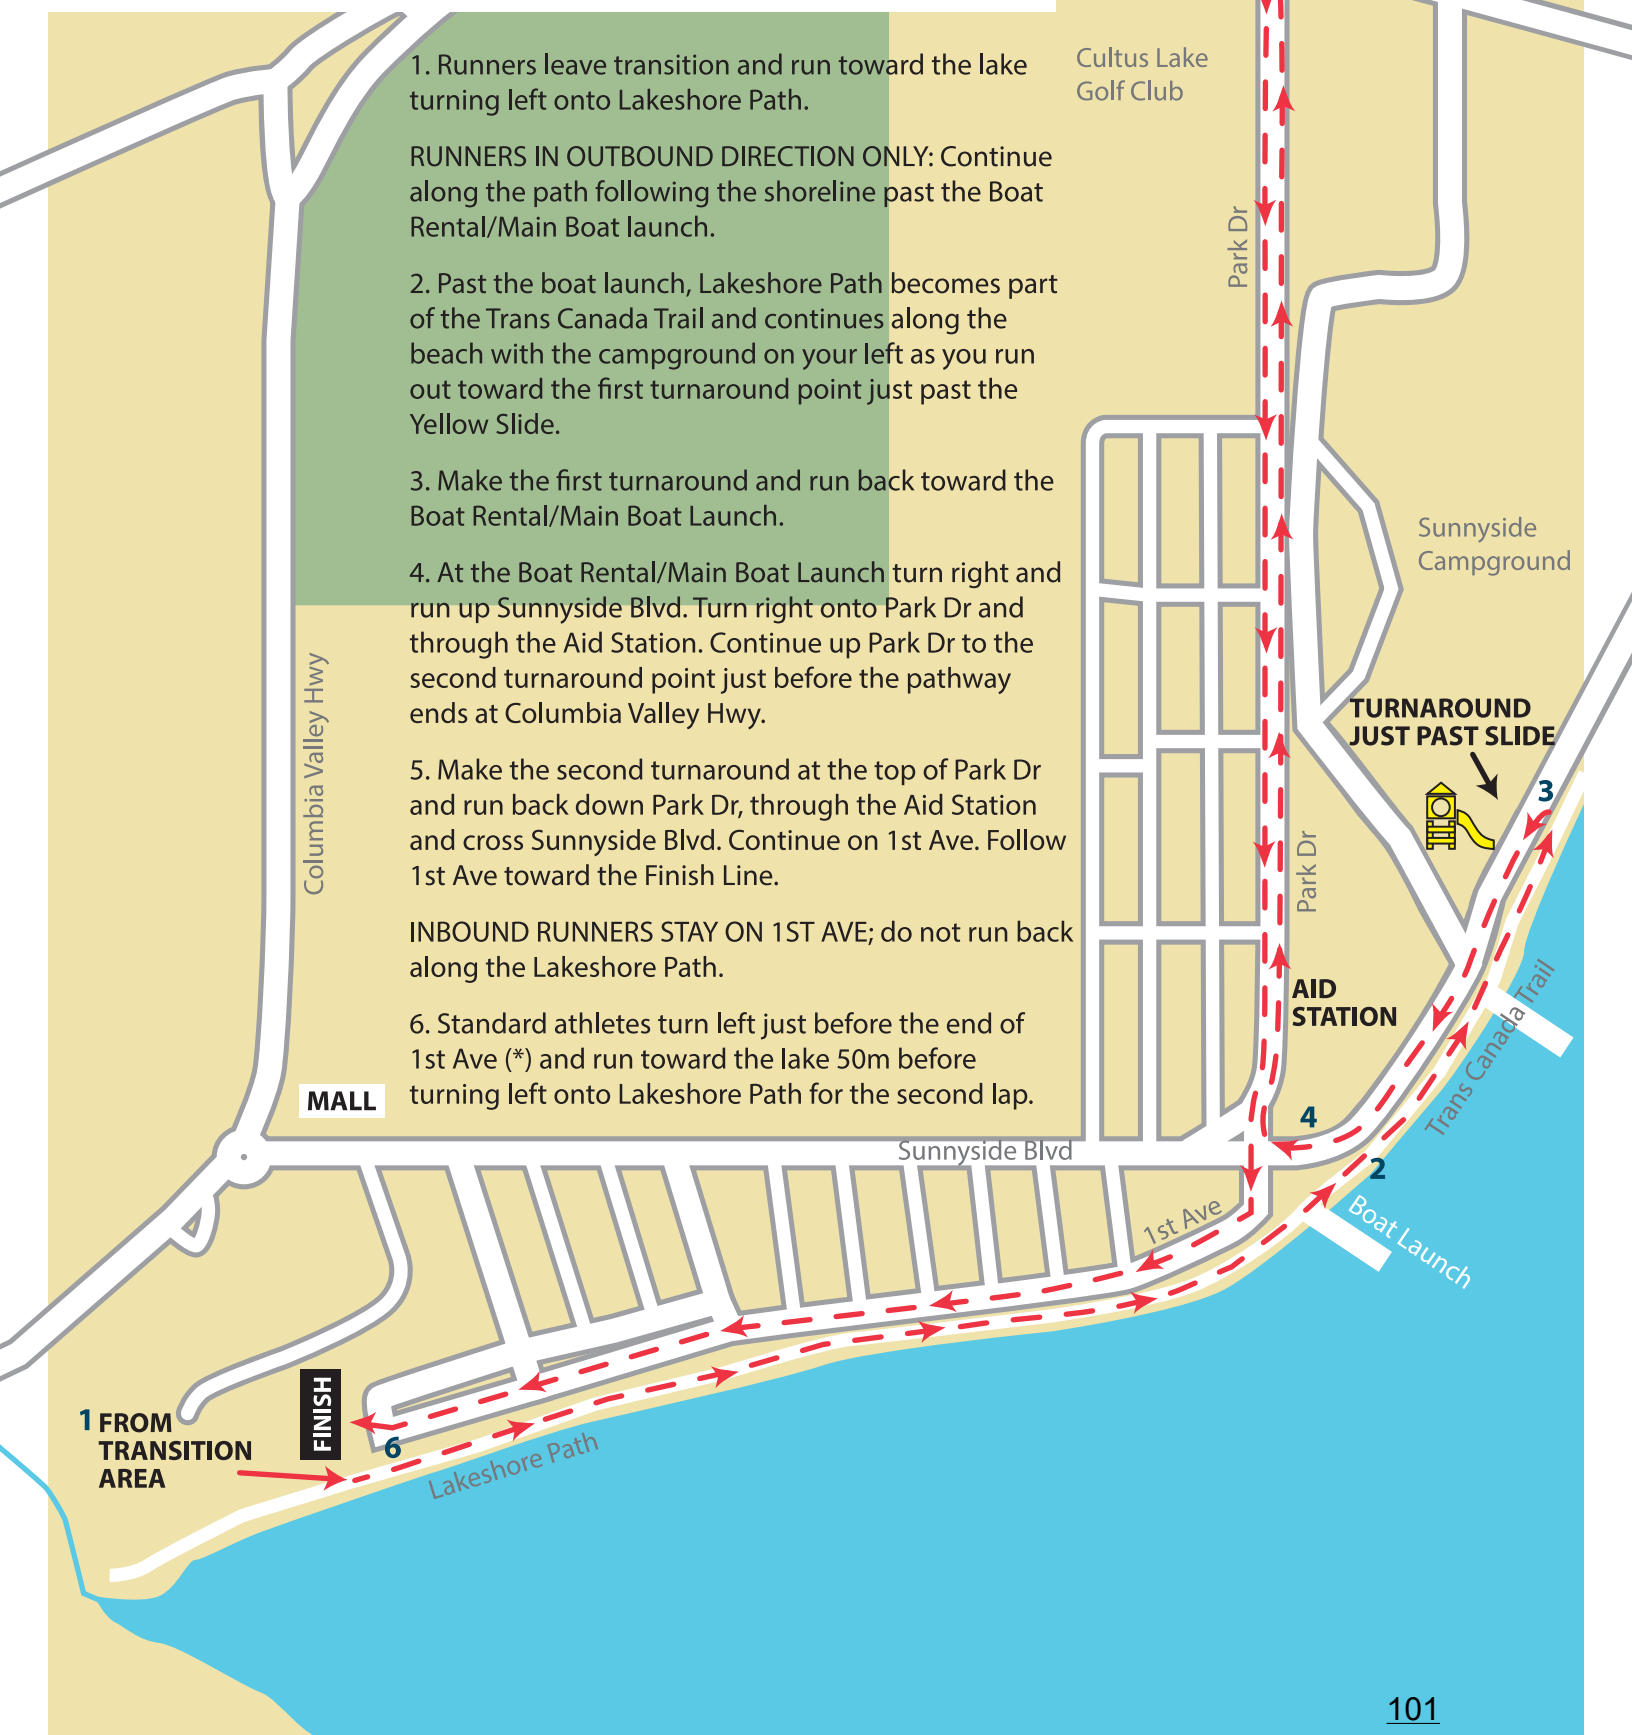 1. Runners leave transition and run toward the lake
turning left onto Lakeshore Path.
RUNNERS IN OUTBOUND DIRECTION ONLY: Continue
along the path following the shoreline past the Boat
Rental/Main Boat launch.
2. Past the boat launch, Lakeshore Path becomes part
of the Trans Canada Trail and continues along the
beach with the campground on your left as you run
out toward the first turnaround point just past the
Yellow Slide.
3. Make the first turnaround and run back toward the
Boat Rental/Main Boat Launch.
4. At the Boat Rental/Main Boat Launch turn right and
run up Sunnyside Blvd. Turn right onto Park Dr and
through the Aid Station. Continue up Park Dr to the
second turnaround point just before the pathway
ends at Columbia Valley Hwy.
5. Make the second turnaround at the top of Park Dr
and run back down Park Dr, through the Aid Station
and cross Sunnyside Blvd. Continue on 1st Ave. Follow
1st Ave toward the Finish Line.
INBOUND RUNNERS STAY ON 1ST AVE; do not run back
along the Lakeshore Path.
6. Standard athletes turn left just before the end of
1st Ave (*) and run toward the lake 50m before
turning left onto Lakeshore Path for the second lap.
Cultus Lake
Golf Club
Park Dr
Sunnyside
Campground
Columbia Valley Hwy
TURNAROUND
JUST PAST SLIDE
3
Park Dr
AID
STATION
Trans Canada Trail
MALL
4
Sunnyside Blvd
2
1st Ave
Boat Launch
FINISH
1 FROM
TRANSITION
AREA
6
Lakeshore Path
101